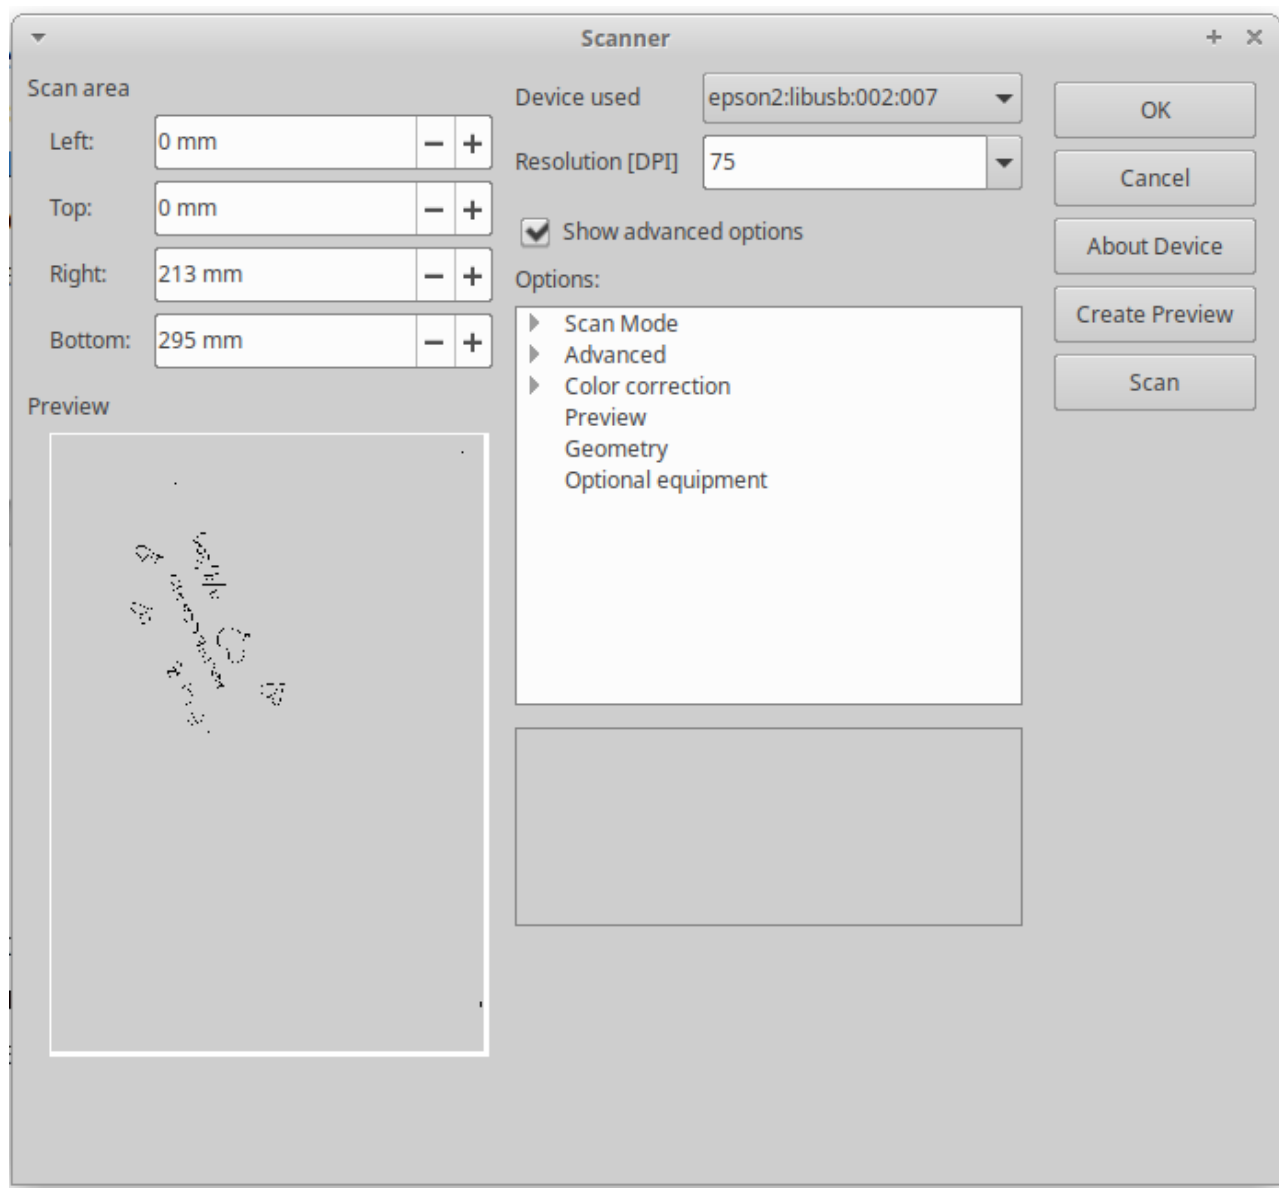 Scanner
Scan area
Left:
0 mm
Top:
0 mm
Right:
213 mm
Bottom:
295 mm
Preview
Device used
epson2:libusb:002:007
Resolution [DPI]
75
Show advanced options
Options:
Scan Mode
Advanced
Color correction
Preview
Geometry
Optional equipment
OK
Cancel
About Device
Create Preview
Scan